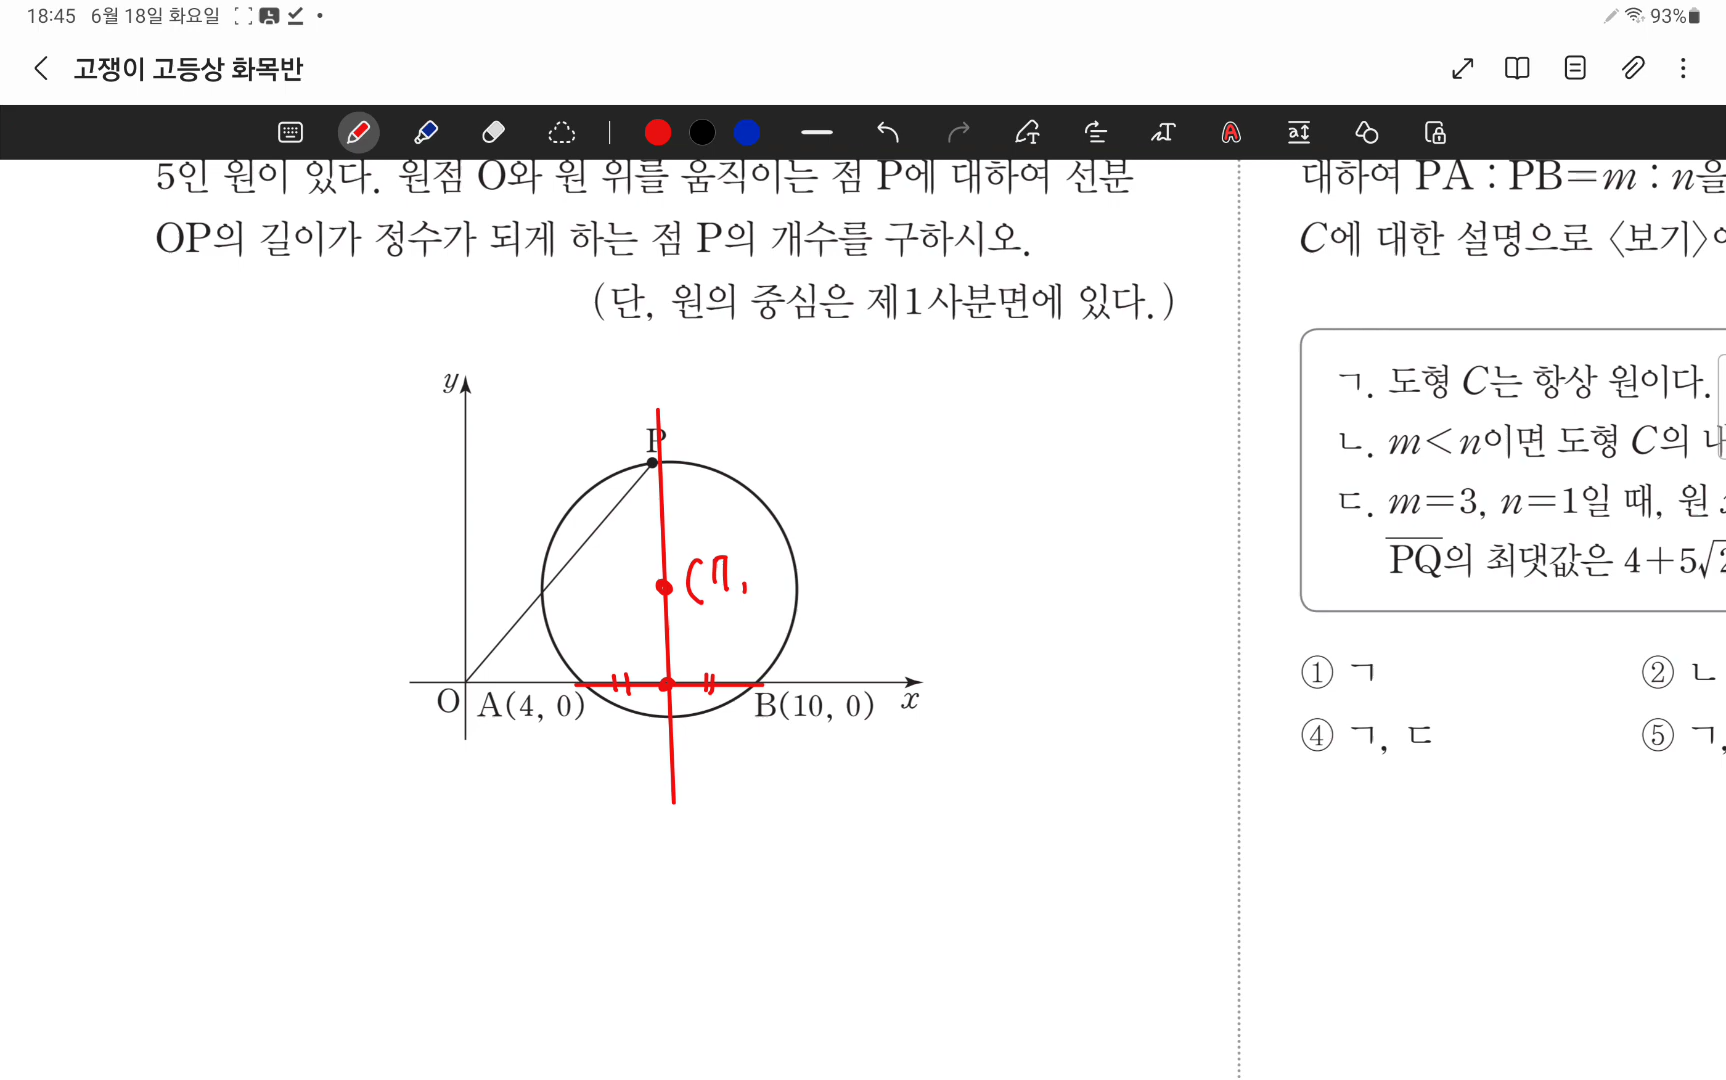 18:45 6월 18일 화요일
93%
고쟁이 고등상 화목반
5인 원이 있다. 원점 O와 원 위를 움직이는 점 P에 대하여 선분
OP의 길이가 정수가 되게 하는 점 P의 개수를 구하시오.
(단, 원의 중심은 제1사분면에 있다.)
y
P
(7,
O
A(4, 0)
B(10, 0)
x
대하여 PA : PB=m : n을
C에 대한 설명으로 〈보기〉
ㄱ. 도형 C는 항상 원이다.
ㄴ. m<n이면 도형 C의
ㄷ. m=3, n=1일 때, 원
PQ의 최댓값은 4+5√2
① ㄱ
② ㄴ
④ ㄱ, ㄷ
⑤ ㄱ,